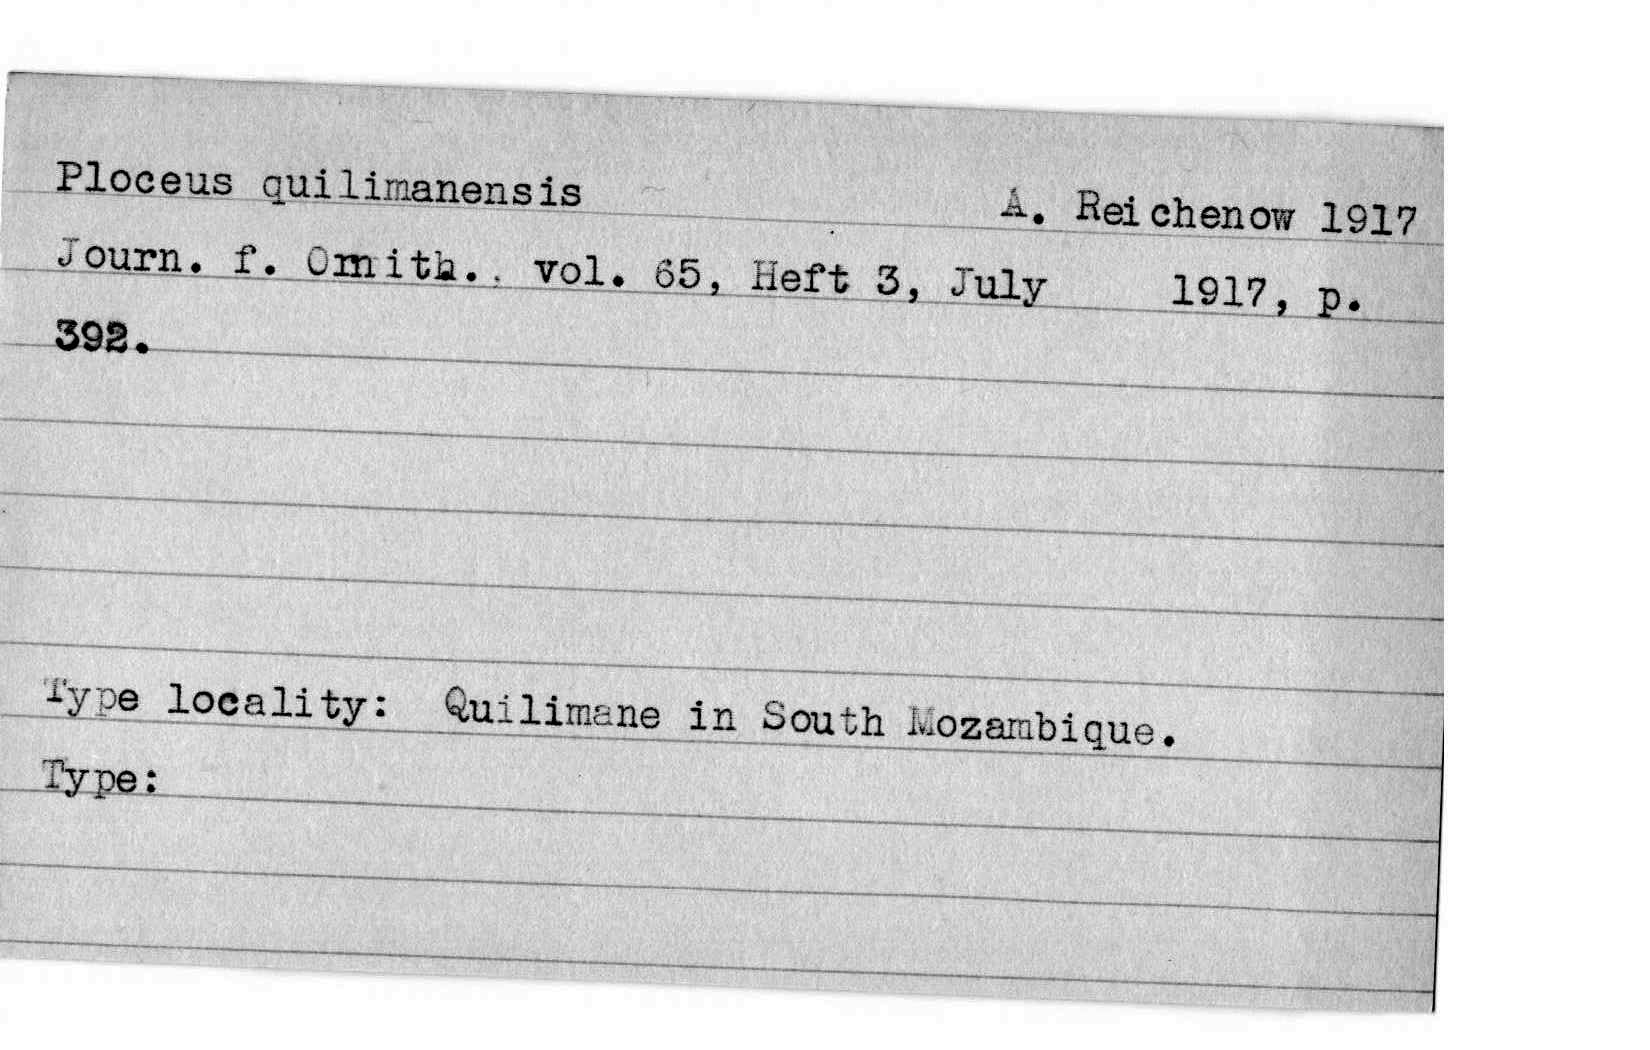 Ploceus quilimanensis A. Reichenow 1917
Journ. f. Ornith., vol. 65, Heft 3, July 1917, p.
392.
Type locality: Quilimane in South Mozambique.
Type: